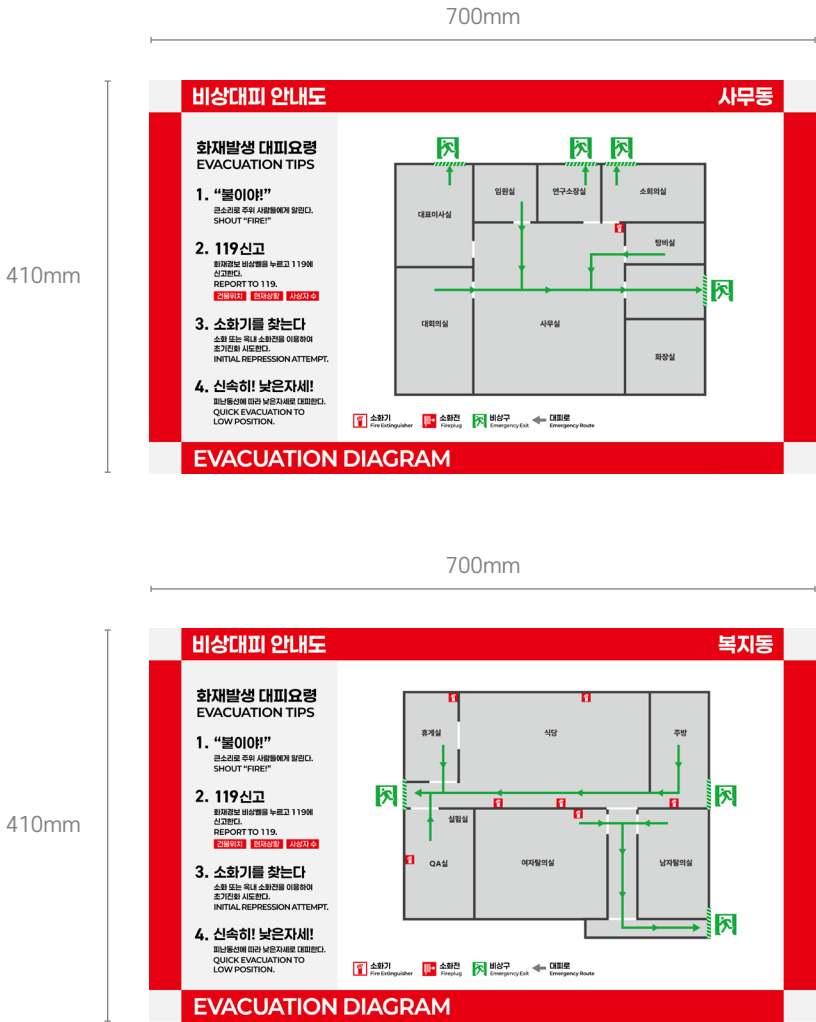 700mm
410mm
비상대피 안내도
사무동
화재발생 대피요령
EVACUATION TIPS
1. “불이야!”
큰소리로 주위 사람들에게 알린다.
SHOUT “FIRE!”
2. 119신고
화재경보 비상벨을 누르고 119에
신고한다.
REPORT TO 119.
건물위치 현재상황 사상자 수
3. 소화기를 찾는다
소화 또는 옥내 소화전을 이용하여
초기진화 시도한다.
INITIAL REPRESSION ATTEMPT.
4. 신속히! 낮은자세!
피난동선에 따라 낮은자세로 대피한다.
QUICK EVACUATION TO
LOW POSITION.
대표이사실
임원실
연구소장실
소회의실
탕비실
대회의실
사무실
화장실
소화기
Fire Extinguisher
소화전
Fireplug
비상구
Emergency Exit
대피로
Emergency Route
EVACUATION DIAGRAM
700mm
410mm
비상대피 안내도
복지동
화재발생 대피요령
EVACUATION TIPS
1. “불이야!”
큰소리로 주위 사람들에게 알린다.
SHOUT “FIRE!”
2. 119신고
화재경보 비상벨을 누르고 119에
신고한다.
REPORT TO 119.
건물위치 현재상황 사상자 수
3. 소화기를 찾는다
소화 또는 옥내 소화전을 이용하여
초기진화 시도한다.
INITIAL REPRESSION ATTEMPT.
4. 신속히! 낮은자세!
피난동선에 따라 낮은자세로 대피한다.
QUICK EVACUATION TO
LOW POSITION.
휴게실
식당
주방
실험실
QA실
여자탈의실
남자탈의실
소화기
Fire Extinguisher
소화전
Fireplug
비상구
Emergency Exit
대피로
Emergency Route
EVACUATION DIAGRAM